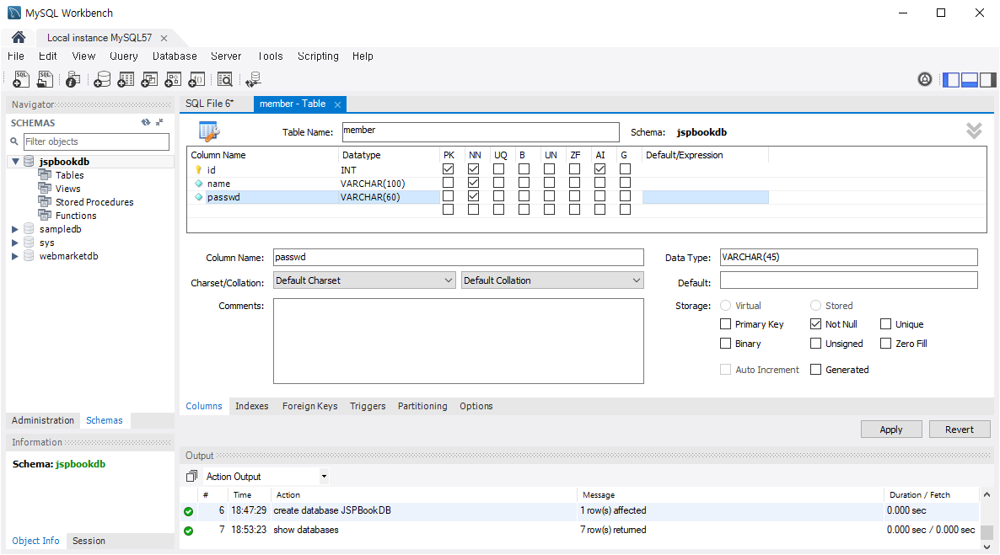 MySQL Workbench
Local instance MySQL57
File Edit View Query Database Server Tools Scripting Help
Navigator
SCHEMAS
Filter objects
jspbookdb
Tables
Views
Stored Procedures
Functions
sampledb
sys
webmarketdb
Administration Schemas
Information
Schema: jspbookdb
Object Info Session
SQL File 6* member - Table
Table Name: member Schema: jspbookdb
Column Name Datatype PK NN UQ B UN ZF AI G Default/Expression
id INT
name VARCHAR(100)
passwd VARCHAR(60)
Column Name: passwd Data Type: VARCHAR(45)
Charset/Collation: Default Charset Default Collation Default:
Comments: Storage: Virtual Stored
Primary Key Not Null Unique
Binary Unsigned Zero Fill
Auto Increment Generated
Columns Indexes Foreign Keys Triggers Partitioning Options
Apply Revert
Output
Action Output
# Time Action Message Duration / Fetch
6 18:47:29 create database JSPBookDB 1 row(s) affected 0.000 sec
7 18:53:23 show databases 7 row(s) returned 0.000 sec / 0.000 sec